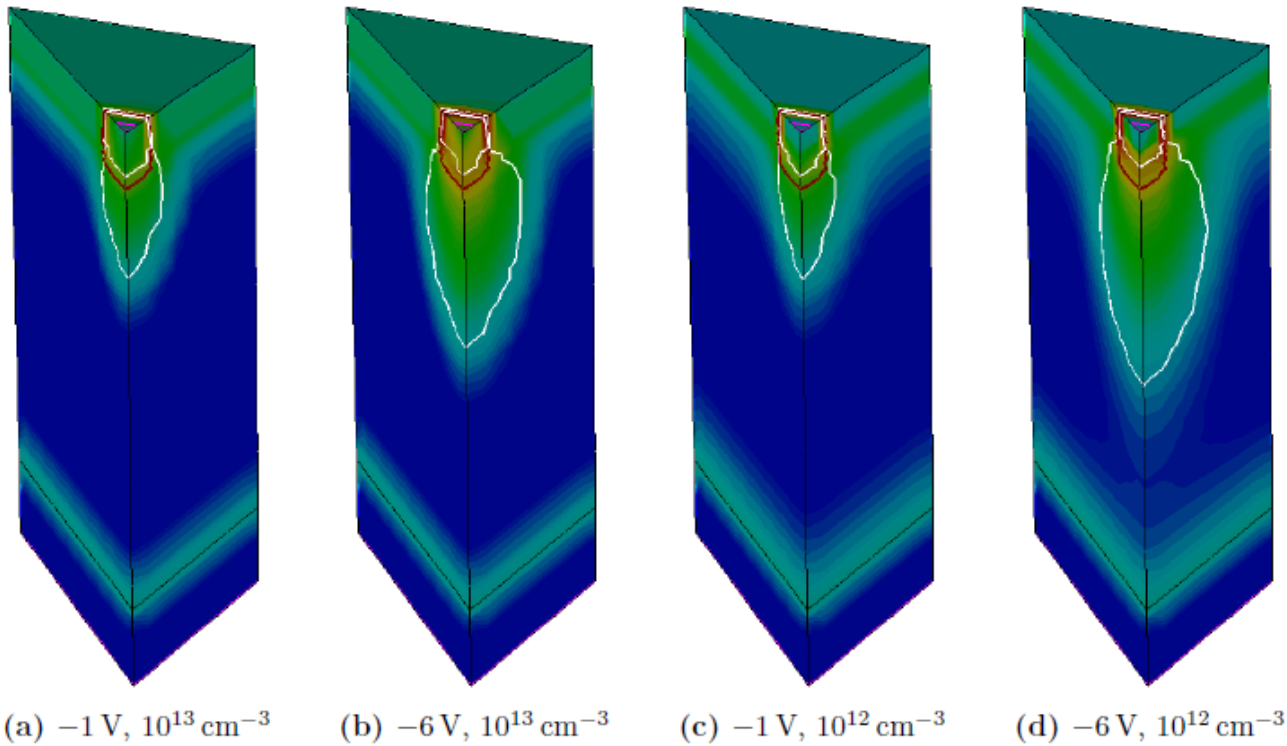 (a) −1 V, 10¹³ cm⁻³
(b) −6 V, 10¹³ cm⁻³
(c) −1 V, 10¹² cm⁻³
(d) −6 V, 10¹² cm⁻³